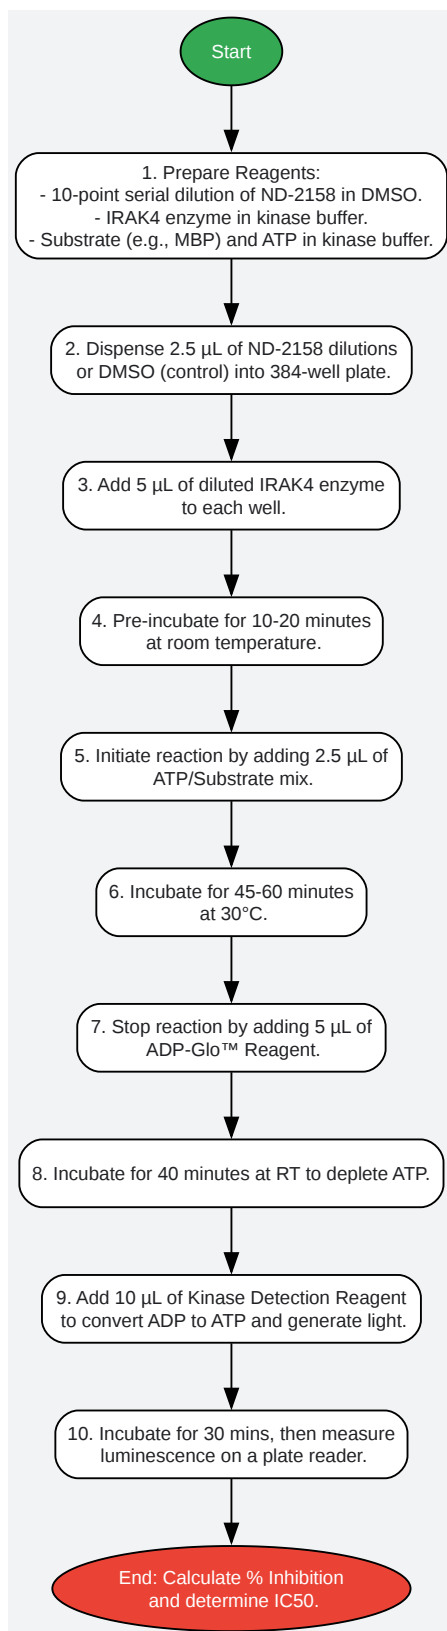 Start
1. Prepare Reagents:
- 10-point serial dilution of ND-2158 in DMSO.
- IRAK4 enzyme in kinase buffer.
- Substrate (e.g., MBP) and ATP in kinase buffer.
2. Dispense 2.5 µL of ND-2158 dilutions
or DMSO (control) into 384-well plate.
3. Add 5 µL of diluted IRAK4 enzyme
to each well.
4. Pre-incubate for 10-20 minutes
at room temperature.
5. Initiate reaction by adding 2.5 µL of
ATP/Substrate mix.
6. Incubate for 45-60 minutes
at 30°C.
7. Stop reaction by adding 5 µL of
ADP-Glo™ Reagent.
8. Incubate for 40 minutes at RT to deplete ATP.
9. Add 10 µL of Kinase Detection Reagent
to convert ADP to ATP and generate light.
10. Incubate for 30 mins, then measure
luminescence on a plate reader.
End: Calculate % Inhibition
and determine IC50.